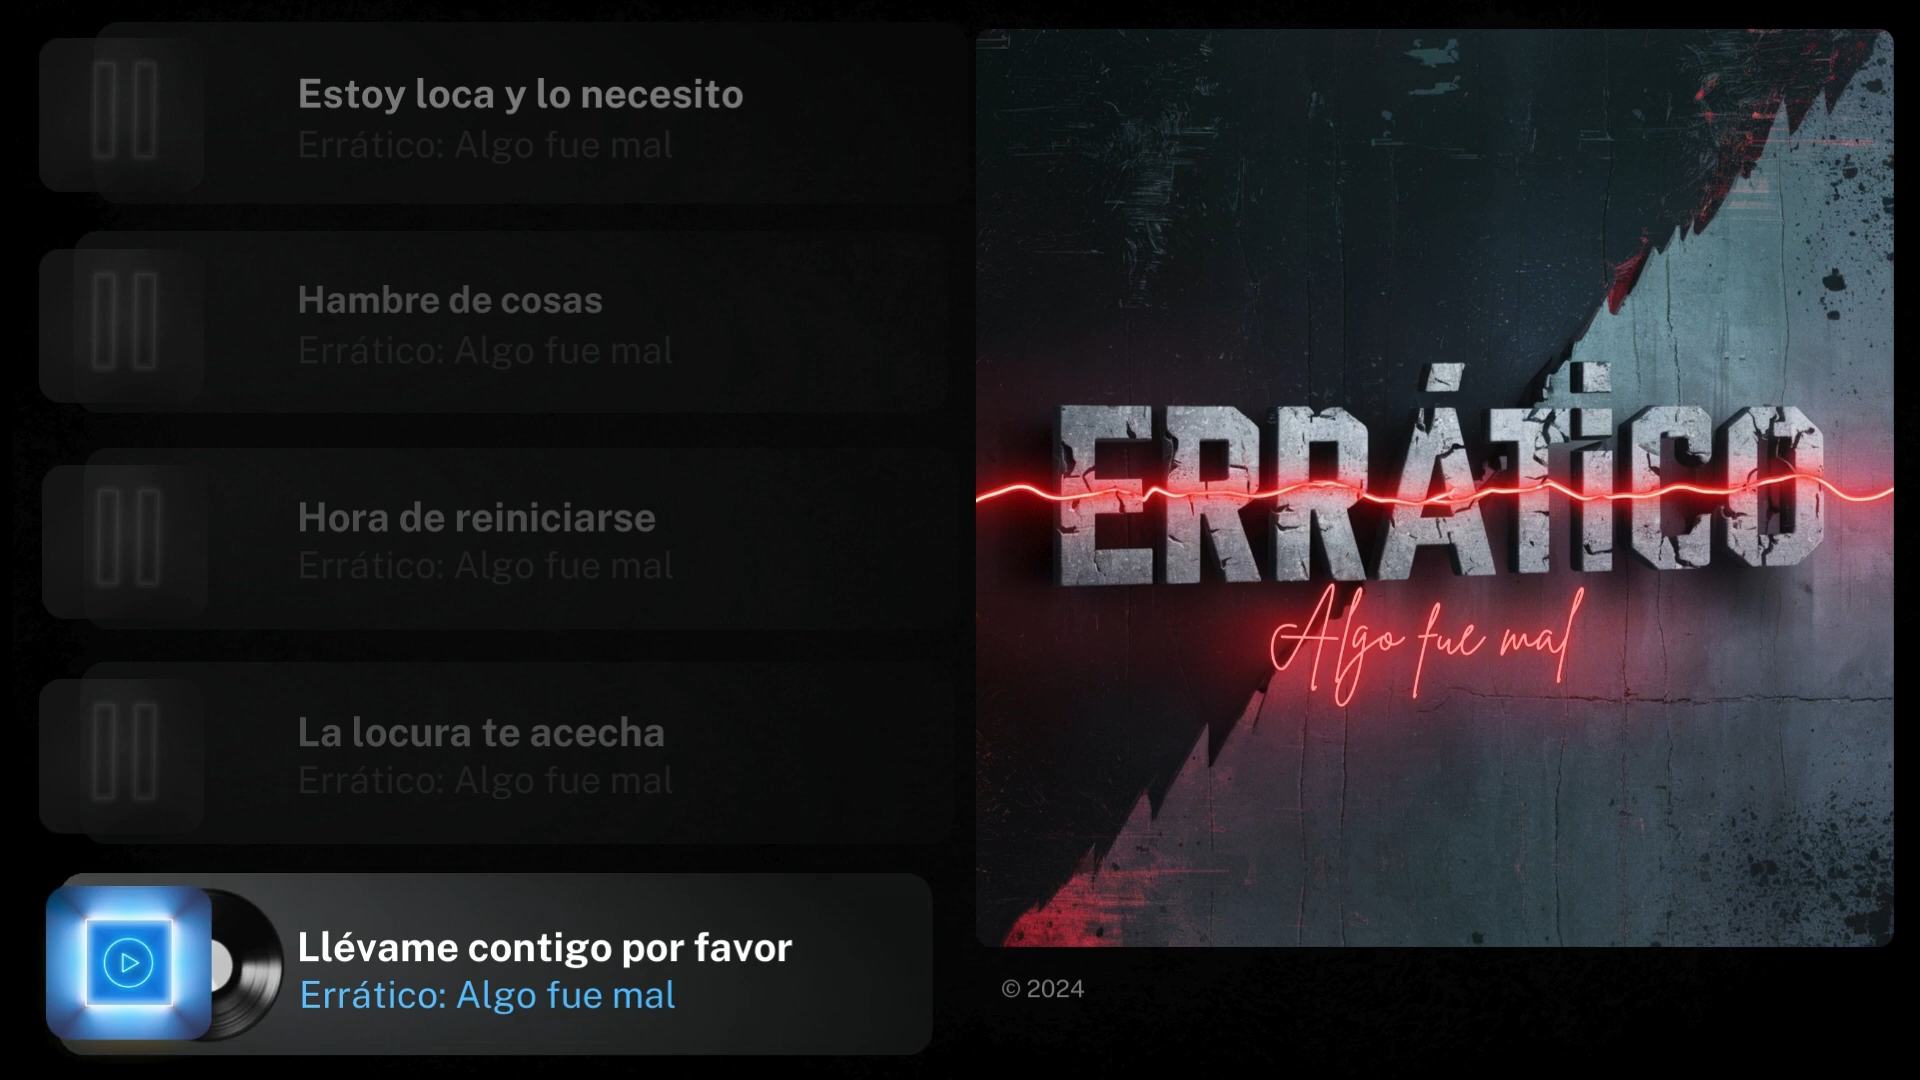 Estoy loca y lo necesito
Errático: Algo fue mal
Hambre de cosas
Errático: Algo fue mal
Hora de reiniciarse
Errático: Algo fue mal
La locura te acecha
Errático: Algo fue mal
Llévame contigo por favor
Errático: Algo fue mal
ERRÁTiCO
Algo fue mal
© 2024